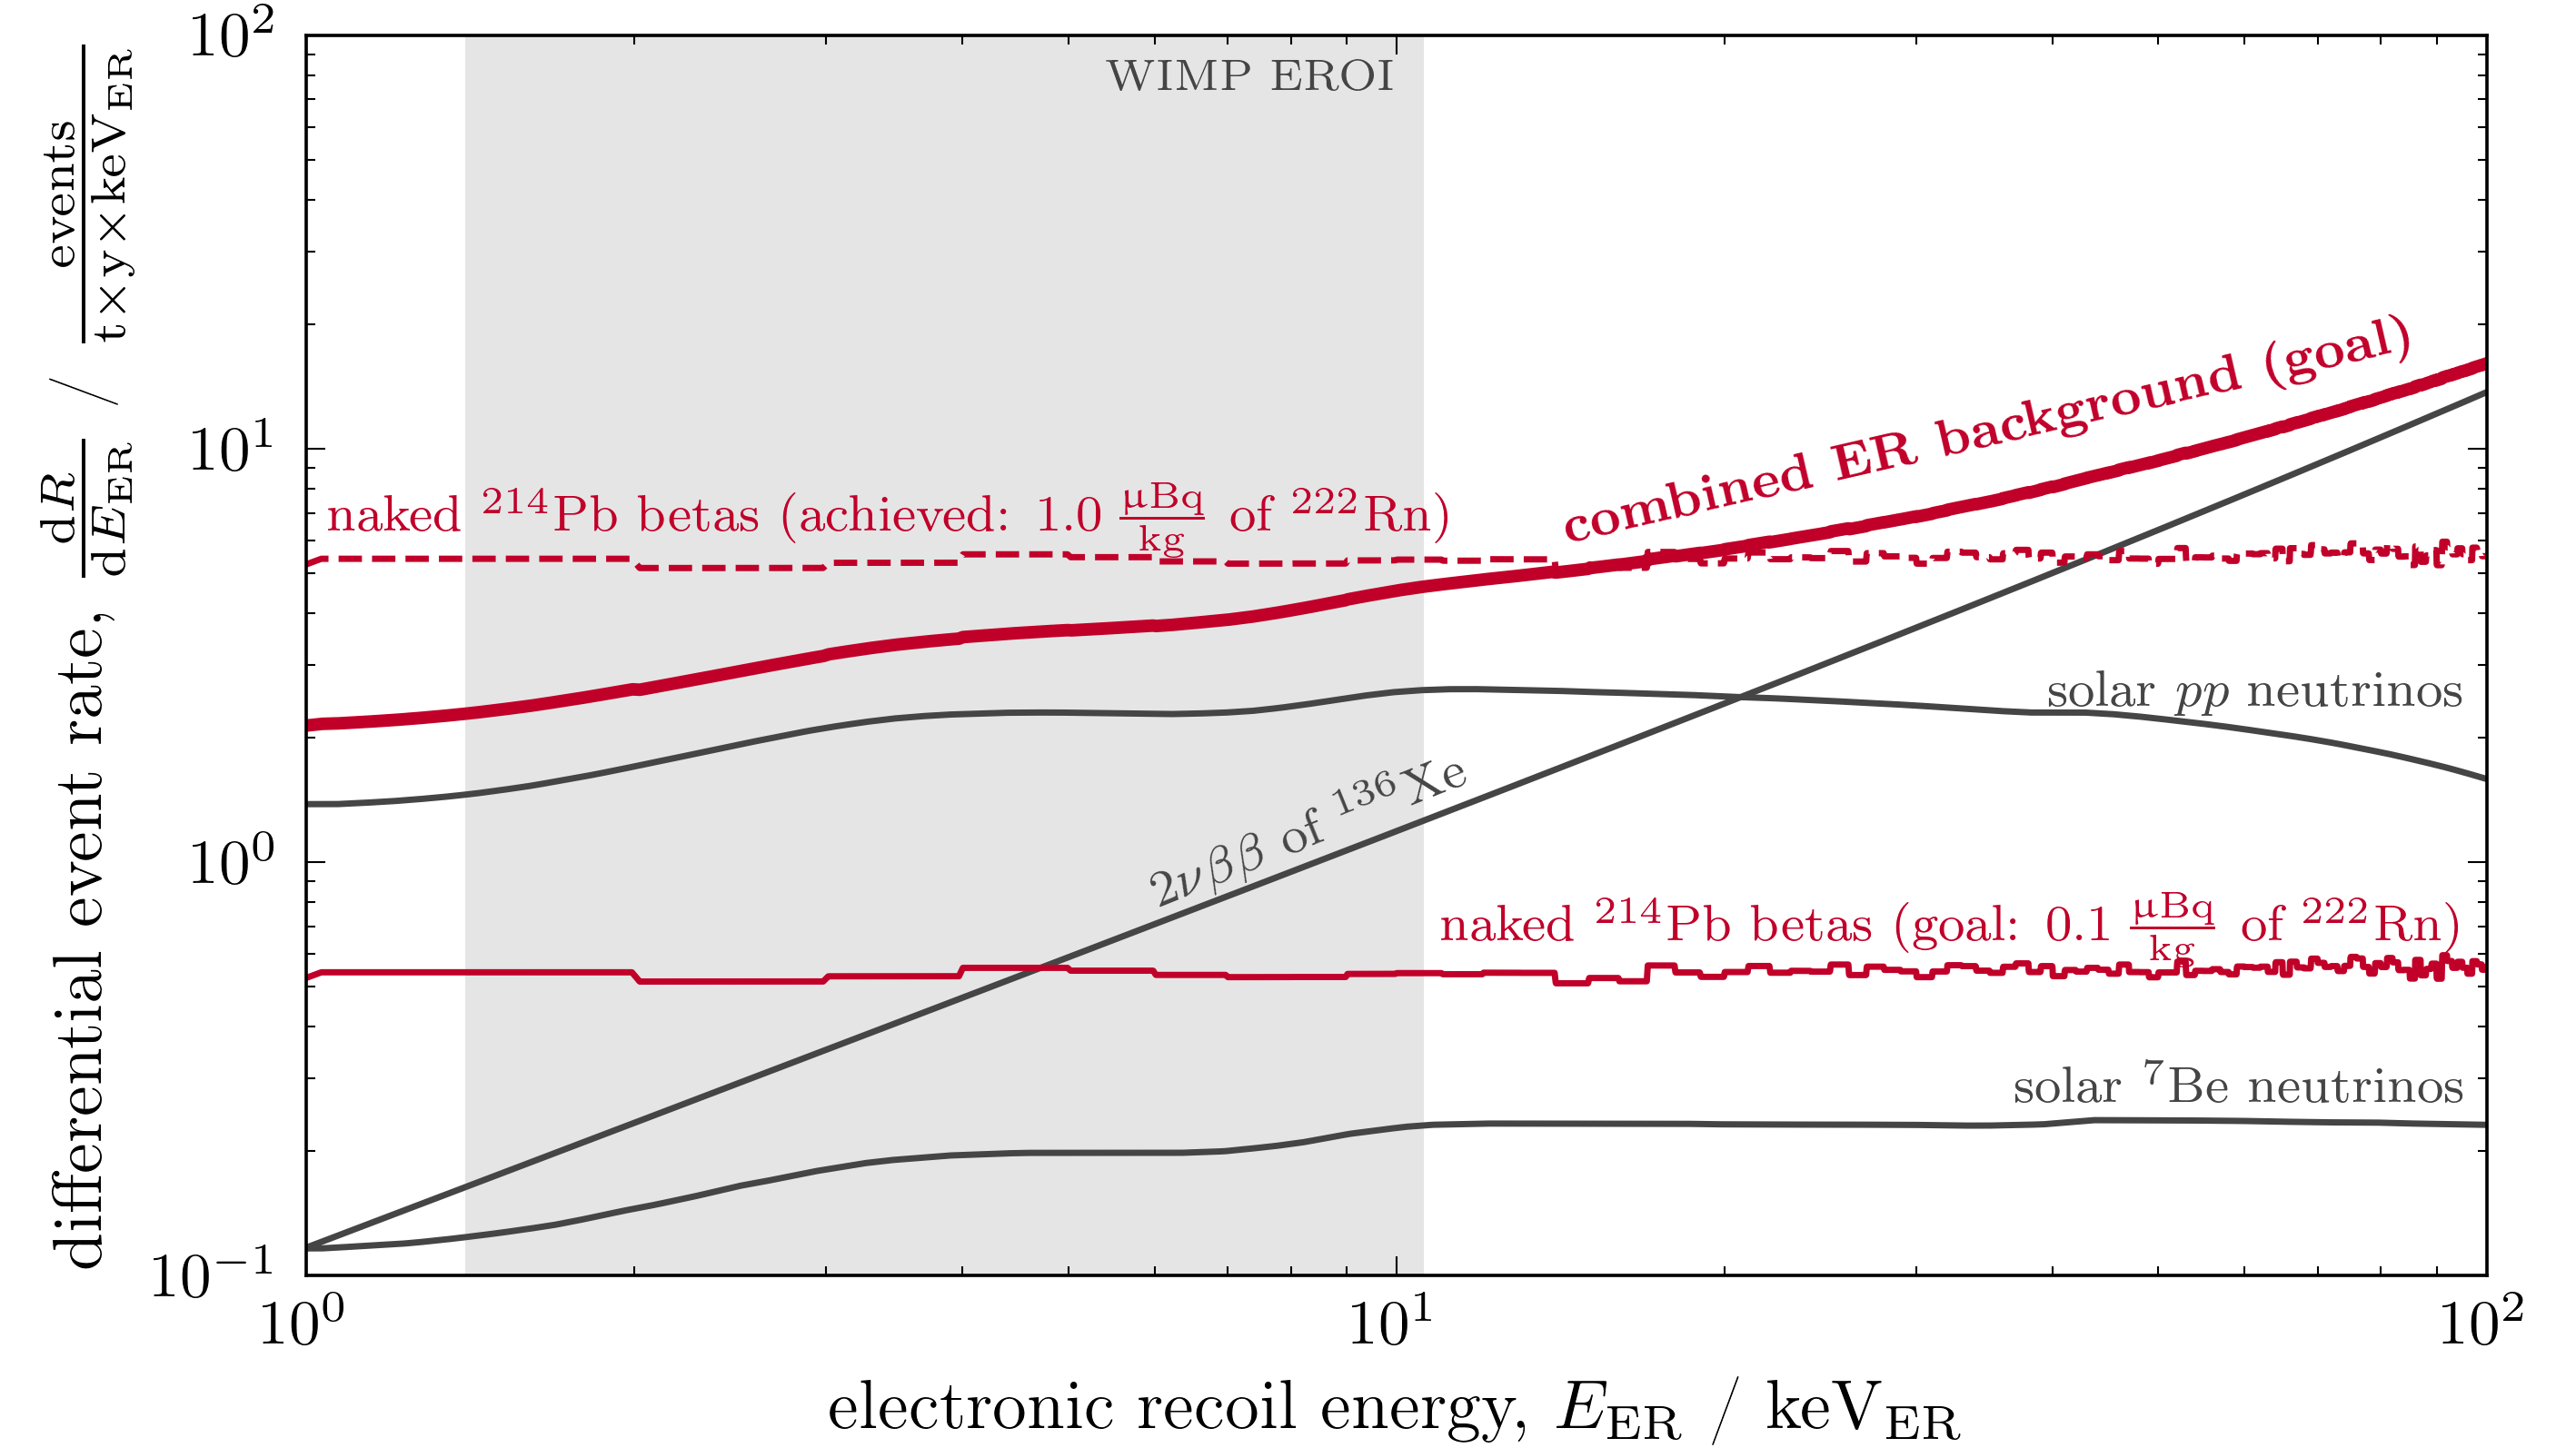 differential event rate, dR/dE_ER / events/(t×y×keV_ER)
10²
10¹
10⁰
10⁻¹
WIMP EROI
combined ER background (goal)
naked ²¹⁴Pb betas (achieved: 1.0 μBq/kg of ²²²Rn)
solar pp neutrinos
2νββ of ¹³⁶Xe
naked ²¹⁴Pb betas (goal: 0.1 μBq/kg of ²²²Rn)
solar ⁷Be neutrinos
10⁰ 10¹ 10²
electronic recoil energy, E_ER / keV_ER